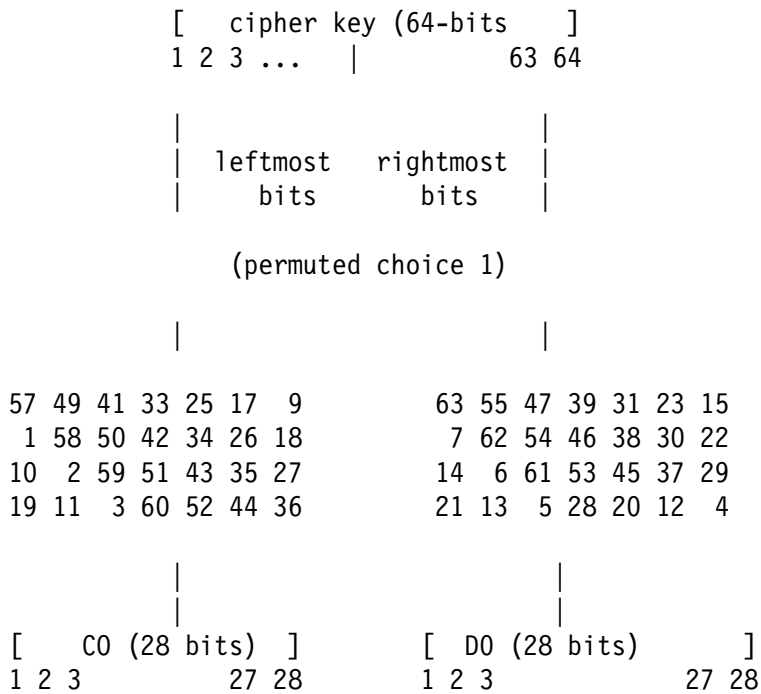 [   cipher key (64-bits     ]
1 2 3 ...   |          63 64
|                       |
|  leftmost   rightmost  |
|     bits      bits    |
(permuted choice 1)
|                       |
57 49 41 33 25 17  9         63 55 47 39 31 23 15
 1 58 50 42 34 26 18          7 62 54 46 38 30 22
10  2 59 51 43 35 27         14  6 61 53 45 37 29
19 11  3 60 52 44 36         21 13  5 28 20 12  4
|                        |
|                        |
[    CO (28 bits)  ]       [  DO (28 bits)       ]
1 2 3          27 28       1 2 3            27 28